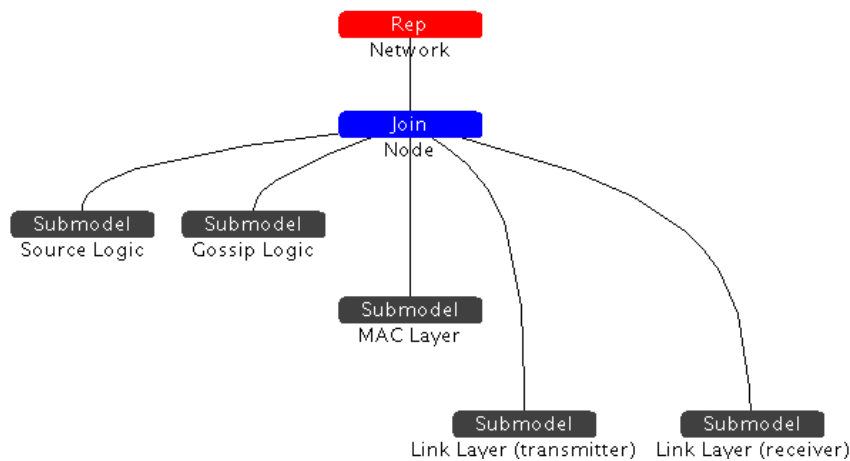 Rep
Network
Join
Node
Submodel
Source Logic
Submodel
Gossip Logic
Submodel
MAC Layer
Submodel
Link Layer (transmitter)
Submodel
Link Layer (receiver)